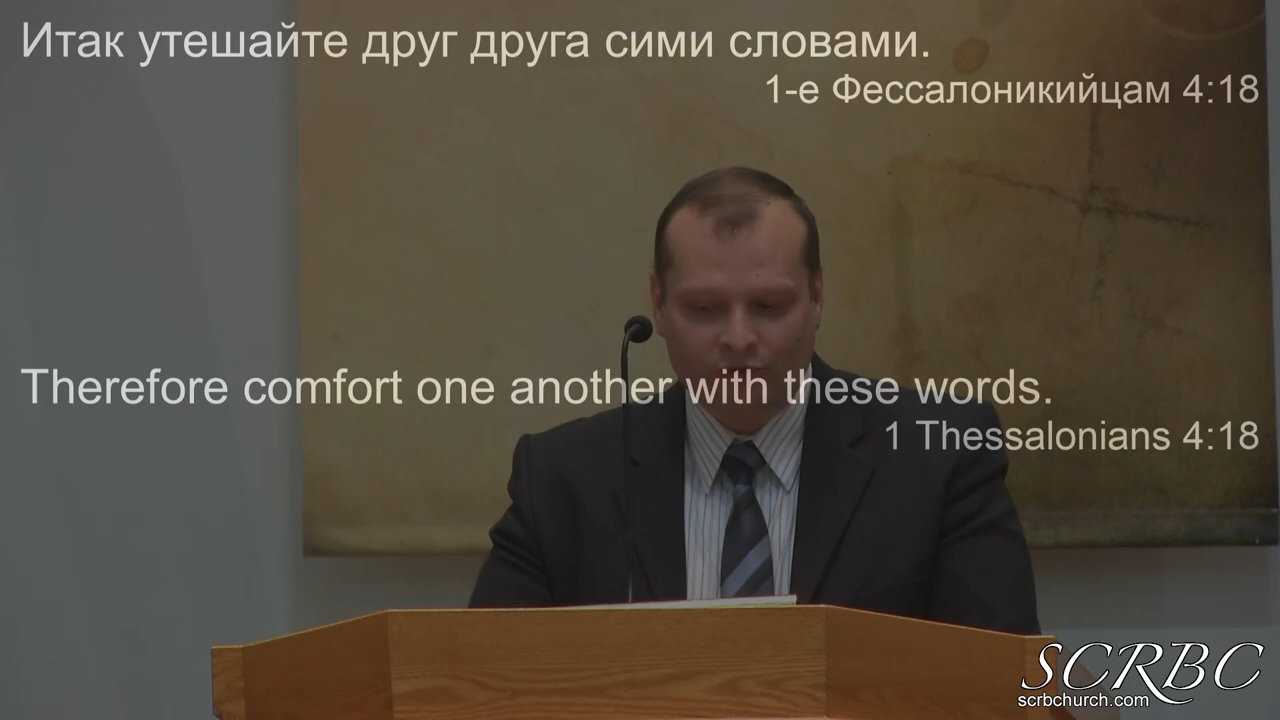 Итак утешайте друг друга сими словами.
1-е Фессалоникийцам 4:18
Therefore comfort one another with these words.
1 Thessalonians 4:18
SCRBC
scrbchurch.com